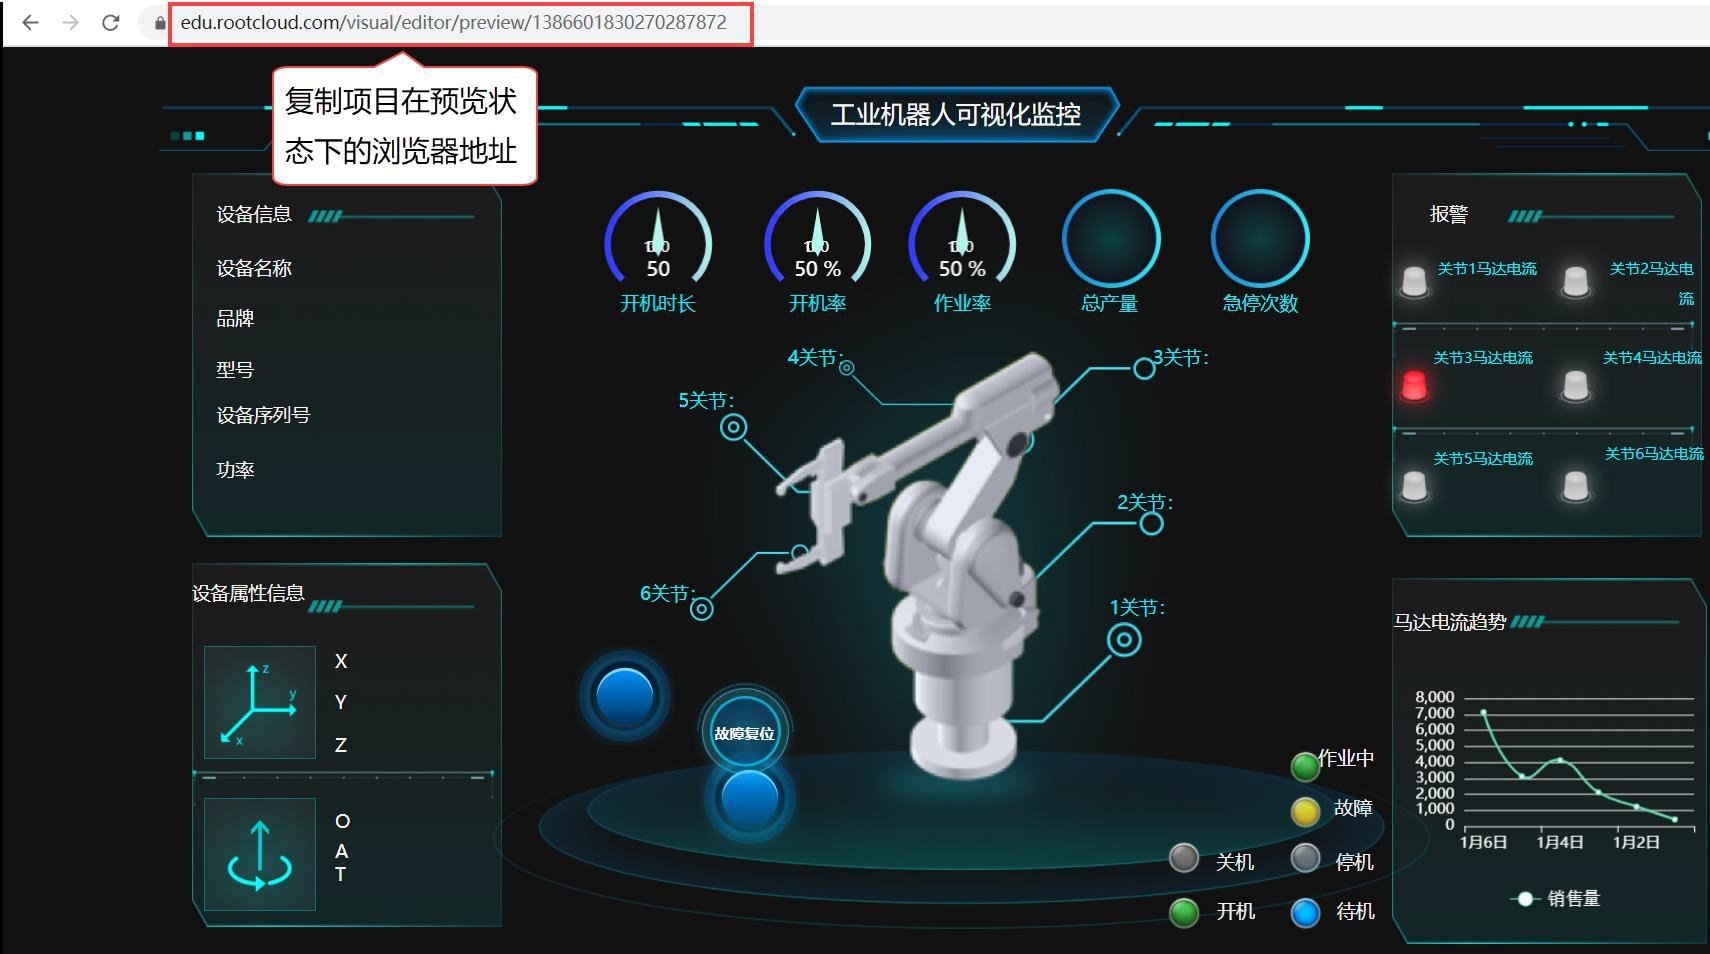 edu.rootcloud.com/visual/editor/preview/1386601830270287872
复制项目在预览状
态下的浏览器地址
工业机器人可视化监控
设备信息
设备名称
品牌
型号
设备序列号
功率
50
开机时长
50 %
开机率
50 %
作业率
总产量
急停次数
报警
关节1马达电流
关节2马达电
流
关节3马达电流
关节4马达电流
关节5马达电流
关节6马达电流
4关节:
3关节:
5关节:
2关节:
6关节:
1关节:
设备属性信息
z
y
x
X
Y
Z
O
A
T
故障复位
作业中
故障
关机
停机
开机
待机
马达电流趋势
8,000
7,000
6,000
5,000
4,000
3,000
2,000
1,000
0
1月6日
1月4日
1月2日
销售量